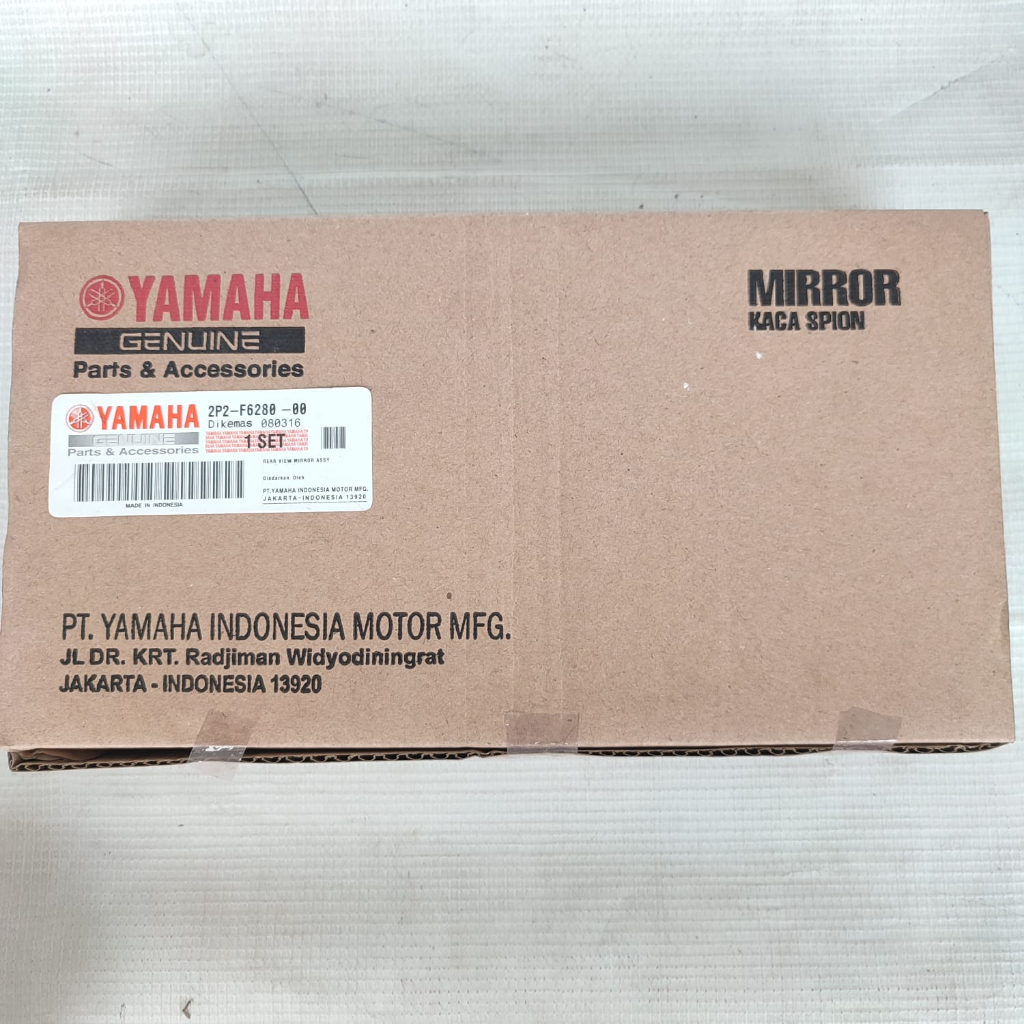 YAMAHA
GENUINE
Parts & Accessories
MIRROR
KACA SPION
YAMAHA
GENUINE
Parts & Accessories
MADE IN INDONESIA
2P2-F6280 -00
Dikemas 080316
1 SET
REAR VIEW MIRROR ASSY
Diedarkan Oleh
PT.YAMAHA INDONESIA MOTOR MFG.
JAKARTA-INDONESIA 13920
PT. YAMAHA INDONESIA MOTOR MFG.
JL DR. KRT. Radjiman Widyodiningrat
JAKARTA - INDONESIA 13920